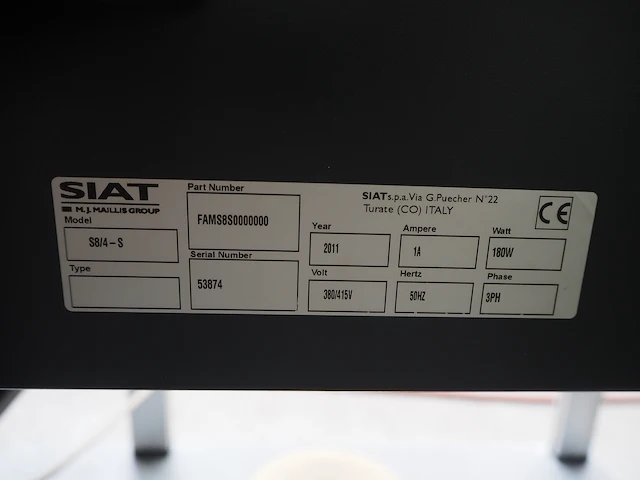 SIAT
M.J. MAILLIS GROUP
Model
S8/4-S
Type
Part Number
FAMS8S0000000
Serial Number
53874
SIAT s.p.a. Via G.Puecher N°22
Turate (CO) ITALY
CE
Year
2011
Ampere
1A
Watt
180W
Volt
380/415V
Hertz
50HZ
Phase
3PH